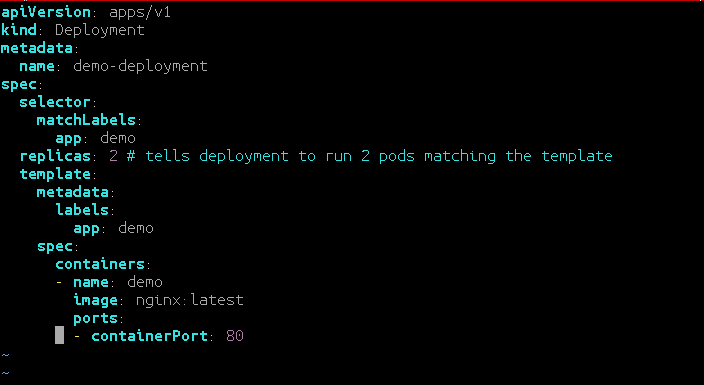 apiVersion: apps/v1
kind: Deployment
metadata:
  name: demo-deployment
spec:
  selector:
    matchLabels:
      app: demo
  replicas: 2 # tells deployment to run 2 pods matching the template
  template:
    metadata:
      labels:
        app: demo
    spec:
      containers:
      - name: demo
        image: nginx:latest
        ports:
        - containerPort: 80
~
~